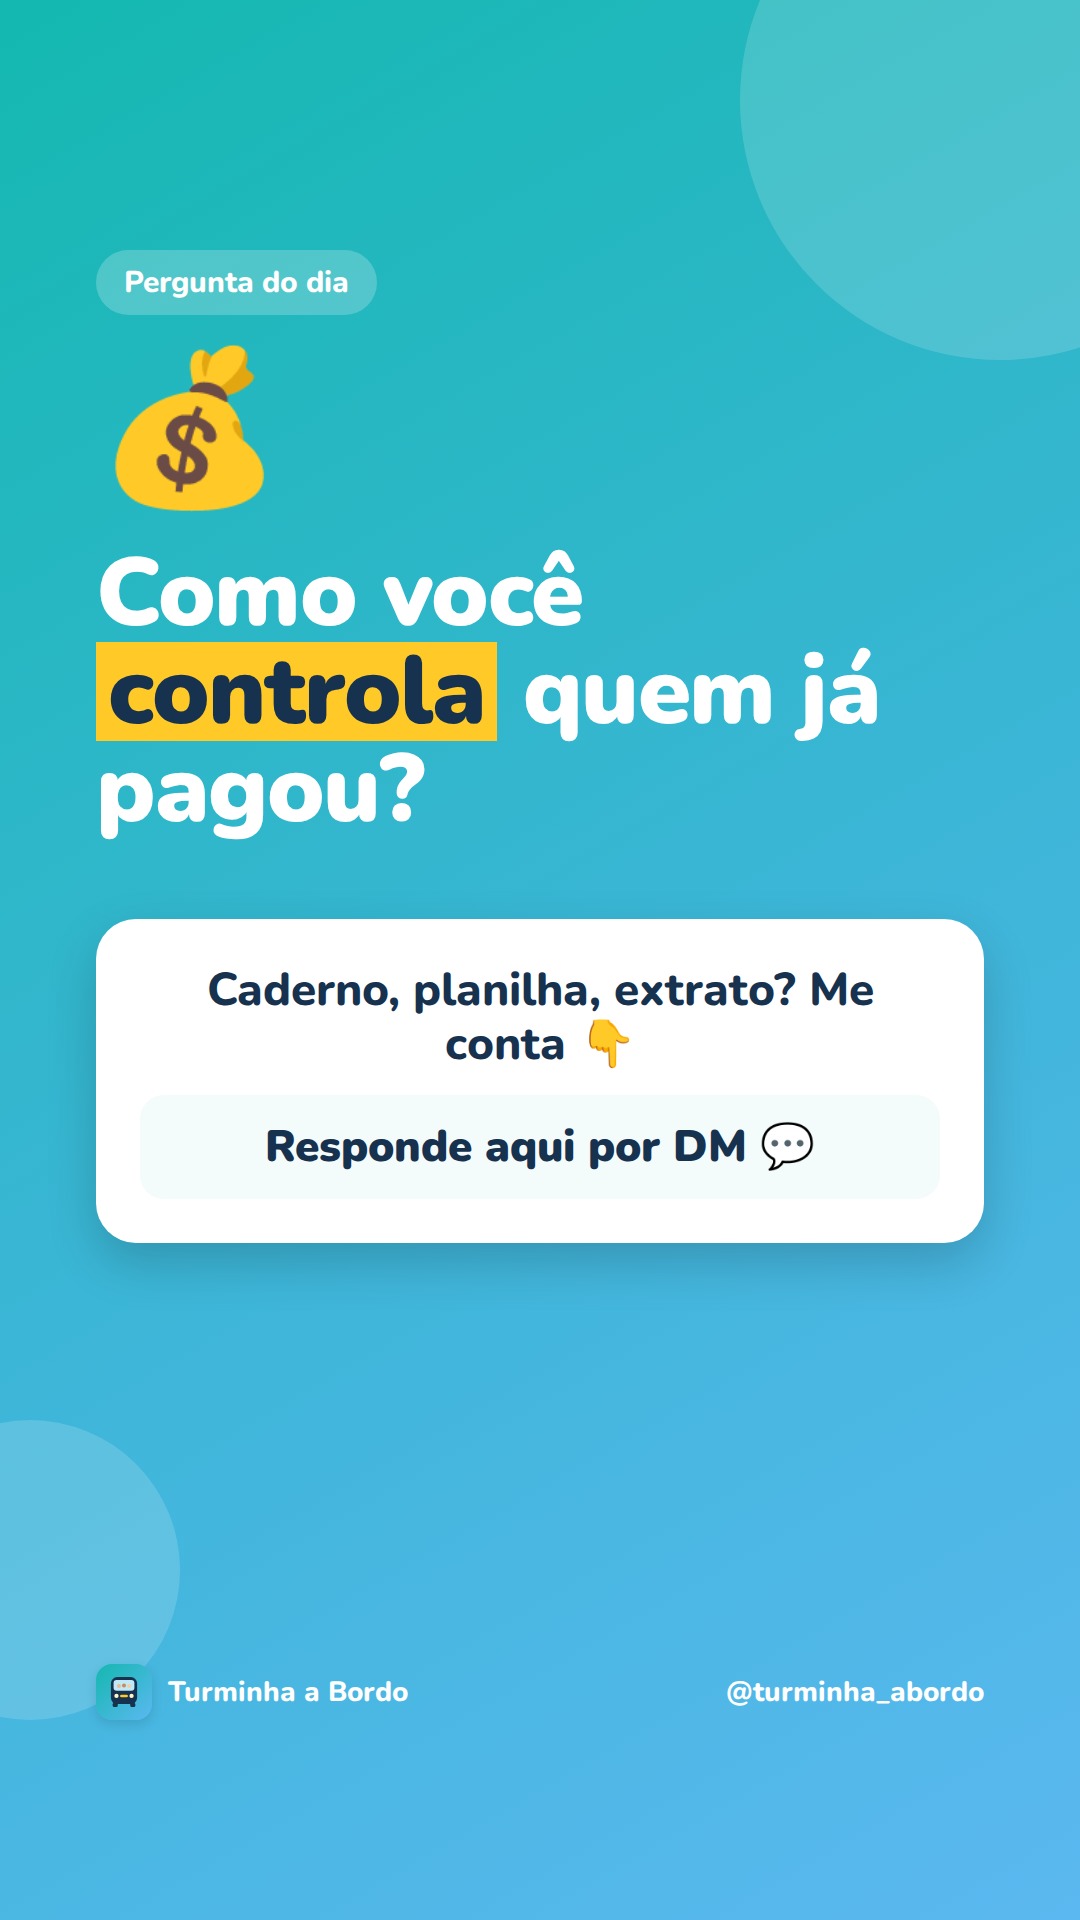 Pergunta do dia
Como você
controla quem já
pagou?
Caderno, planilha, extrato? Me
conta 👇
Responde aqui por DM 💬
Turminha a Bordo
@turminha_abordo